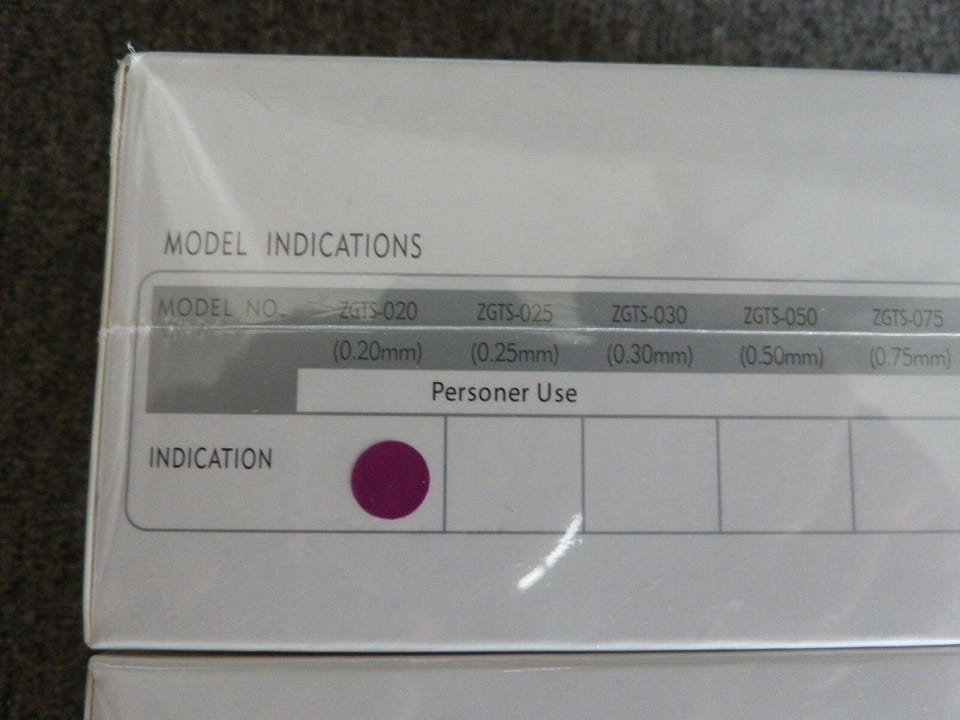 MODEL INDICATIONS
MODEL NO. ZGTS-020 ZGTS-025 ZGTS-030 ZGTS-050 ZGTS-075
(0.20mm) (0.25mm) (0.30mm) (0.50mm) (0.75mm)
Personer Use
INDICATION